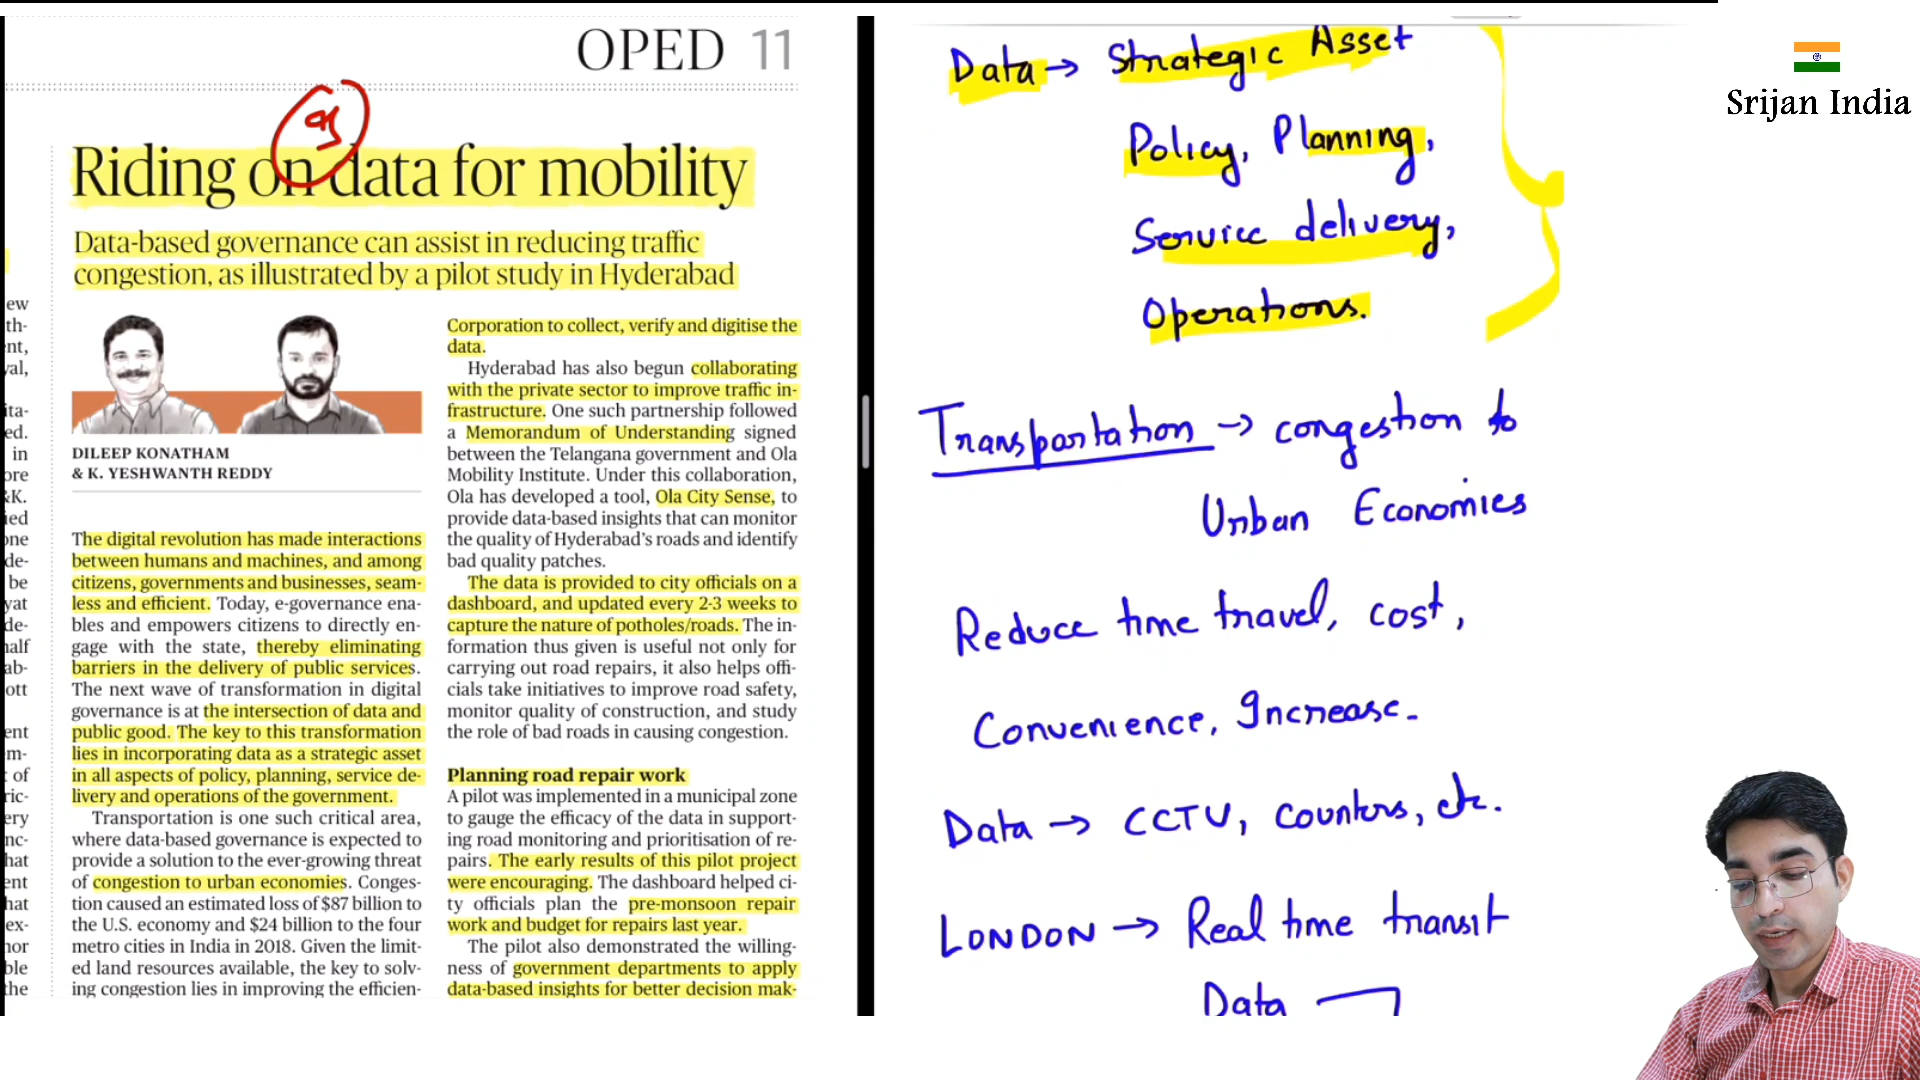 OPED 11
Riding on data for mobility
Data-based governance can assist in reducing traffic
congestion, as illustrated by a pilot study in Hyderabad
DILEEP KONATHAM
& K. YESHWANTH REDDY
The digital revolution has made interactions
between humans and machines, and among
citizens, governments and businesses, seam-
less and efficient. Today, e-governance ena-
bles and empowers citizens to directly en-
gage with the state, thereby eliminating
barriers in the delivery of public services.
The next wave of transformation in digital
governance is at the intersection of data and
public good. The key to this transformation
lies in incorporating data as a strategic asset
in all aspects of policy, planning, service de-
livery and operations of the government.
Transportation is one such critical area,
where data-based governance is expected to
provide a solution to the ever-growing threat
of congestion to urban economies. Conges-
tion caused an estimated loss of $87 billion to
the U.S. economy and $24 billion to the four
metro cities in India in 2018. Given the limit-
ed land resources available, the key to solv-
ing congestion lies in improving the efficien-
Corporation to collect, verify and digitise the
data.
Hyderabad has also begun collaborating
with the private sector to improve traffic in-
frastructure. One such partnership followed
a Memorandum of Understanding signed
between the Telangana government and Ola
Mobility Institute. Under this collaboration,
Ola has developed a tool, Ola City Sense, to
provide data-based insights that can monitor
the quality of Hyderabad's roads and identify
bad quality patches.
The data is provided to city officials on a
dashboard, and updated every 2-3 weeks to
capture the nature of potholes/roads. The in-
formation thus given is useful not only for
carrying out road repairs, it also helps offi-
cials take initiatives to improve road safety,
monitor quality of construction, and study
the role of bad roads in causing congestion.
Planning road repair work
A pilot was implemented in a municipal zone
to gauge the efficacy of the data in support-
ing road monitoring and prioritisation of re-
pairs. The early results of this pilot project
were encouraging. The dashboard helped ci-
ty officials plan the pre-monsoon repair
work and budget for repairs last year.
The pilot also demonstrated the willing-
ness of government departments to apply
data-based insights for better decision mak-
Data → Strategic Asset
Policy, Planning,
Service delivery,
Operations.
Transportation → congestion to
Urban Economies
Reduce time travel, cost,
Convenience, Increase.
Data → CCTV, counters, etc.
LONDON → Real time transit
Data
Srijan India